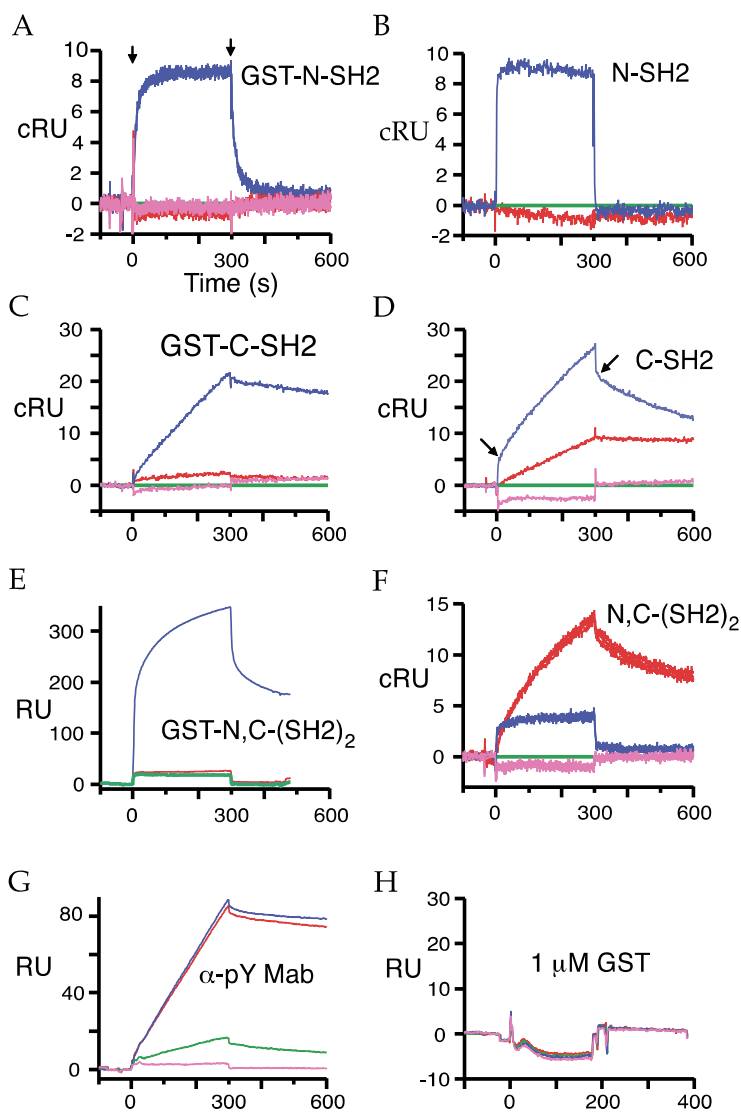 A
10
8
6
4
2
0
-2
cRU
GST-N-SH2
0 300 600
Time (s)
B
10
8
6
4
2
0
-2
cRU
N-SH2
0 300 600
C
30
20
10
0
cRU
GST-C-SH2
0 300 600
D
30
20
10
0
cRU
C-SH2
0 300 600
E
300
200
100
0
RU
GST-N,C-(SH2)₂
0 300 600
F
15
10
5
0
cRU
N,C-(SH2)₂
0 300 600
G
80
40
0
RU
α-pY Mab
0 300 600
H
30
20
10
0
-10
RU
1 μM GST
0 200 400